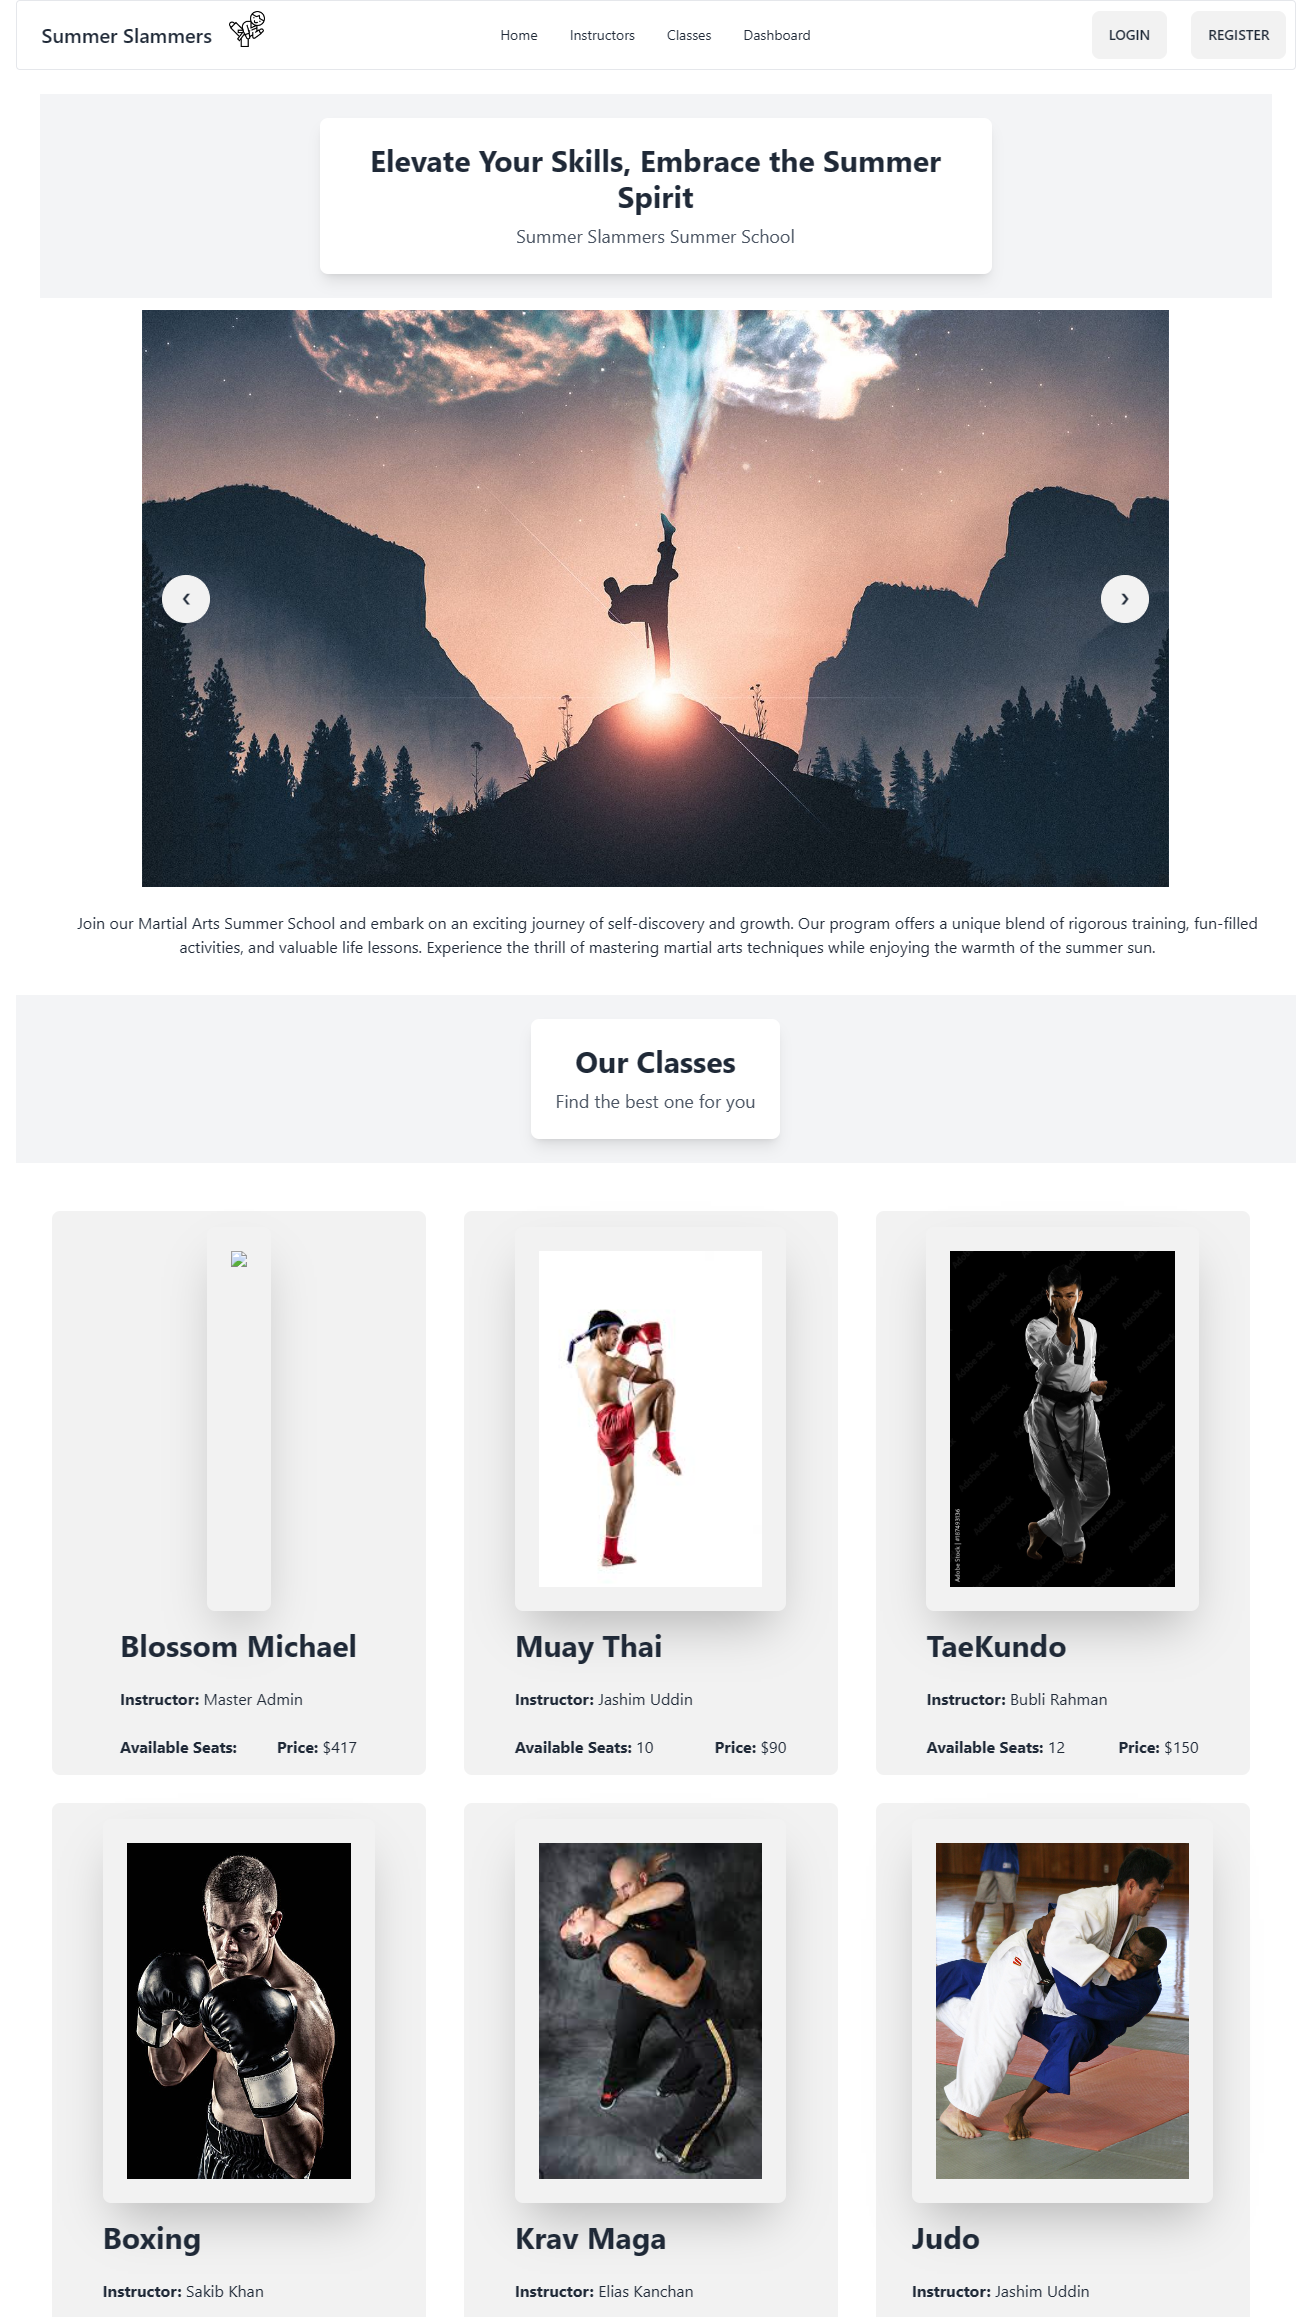 Summer Slammers
Home Instructors Classes Dashboard
LOGIN REGISTER
Elevate Your Skills, Embrace the Summer
Spirit
Summer Slammers Summer School
Join our Martial Arts Summer School and embark on an exciting journey of self-discovery and growth. Our program offers a unique blend of rigorous training, fun-filled
activities, and valuable life lessons. Experience the thrill of mastering martial arts techniques while enjoying the warmth of the summer sun.
Our Classes
Find the best one for you
Blossom Michael
Instructor: Master Admin
Available Seats: Price: $417
Muay Thai
Instructor: Jashim Uddin
Available Seats: 10 Price: $90
Adobe Stock
TaeKundo
Instructor: Bubli Rahman
Available Seats: 12 Price: $150
Boxing
Instructor: Sakib Khan
Krav Maga
Instructor: Elias Kanchan
Judo
Instructor: Jashim Uddin